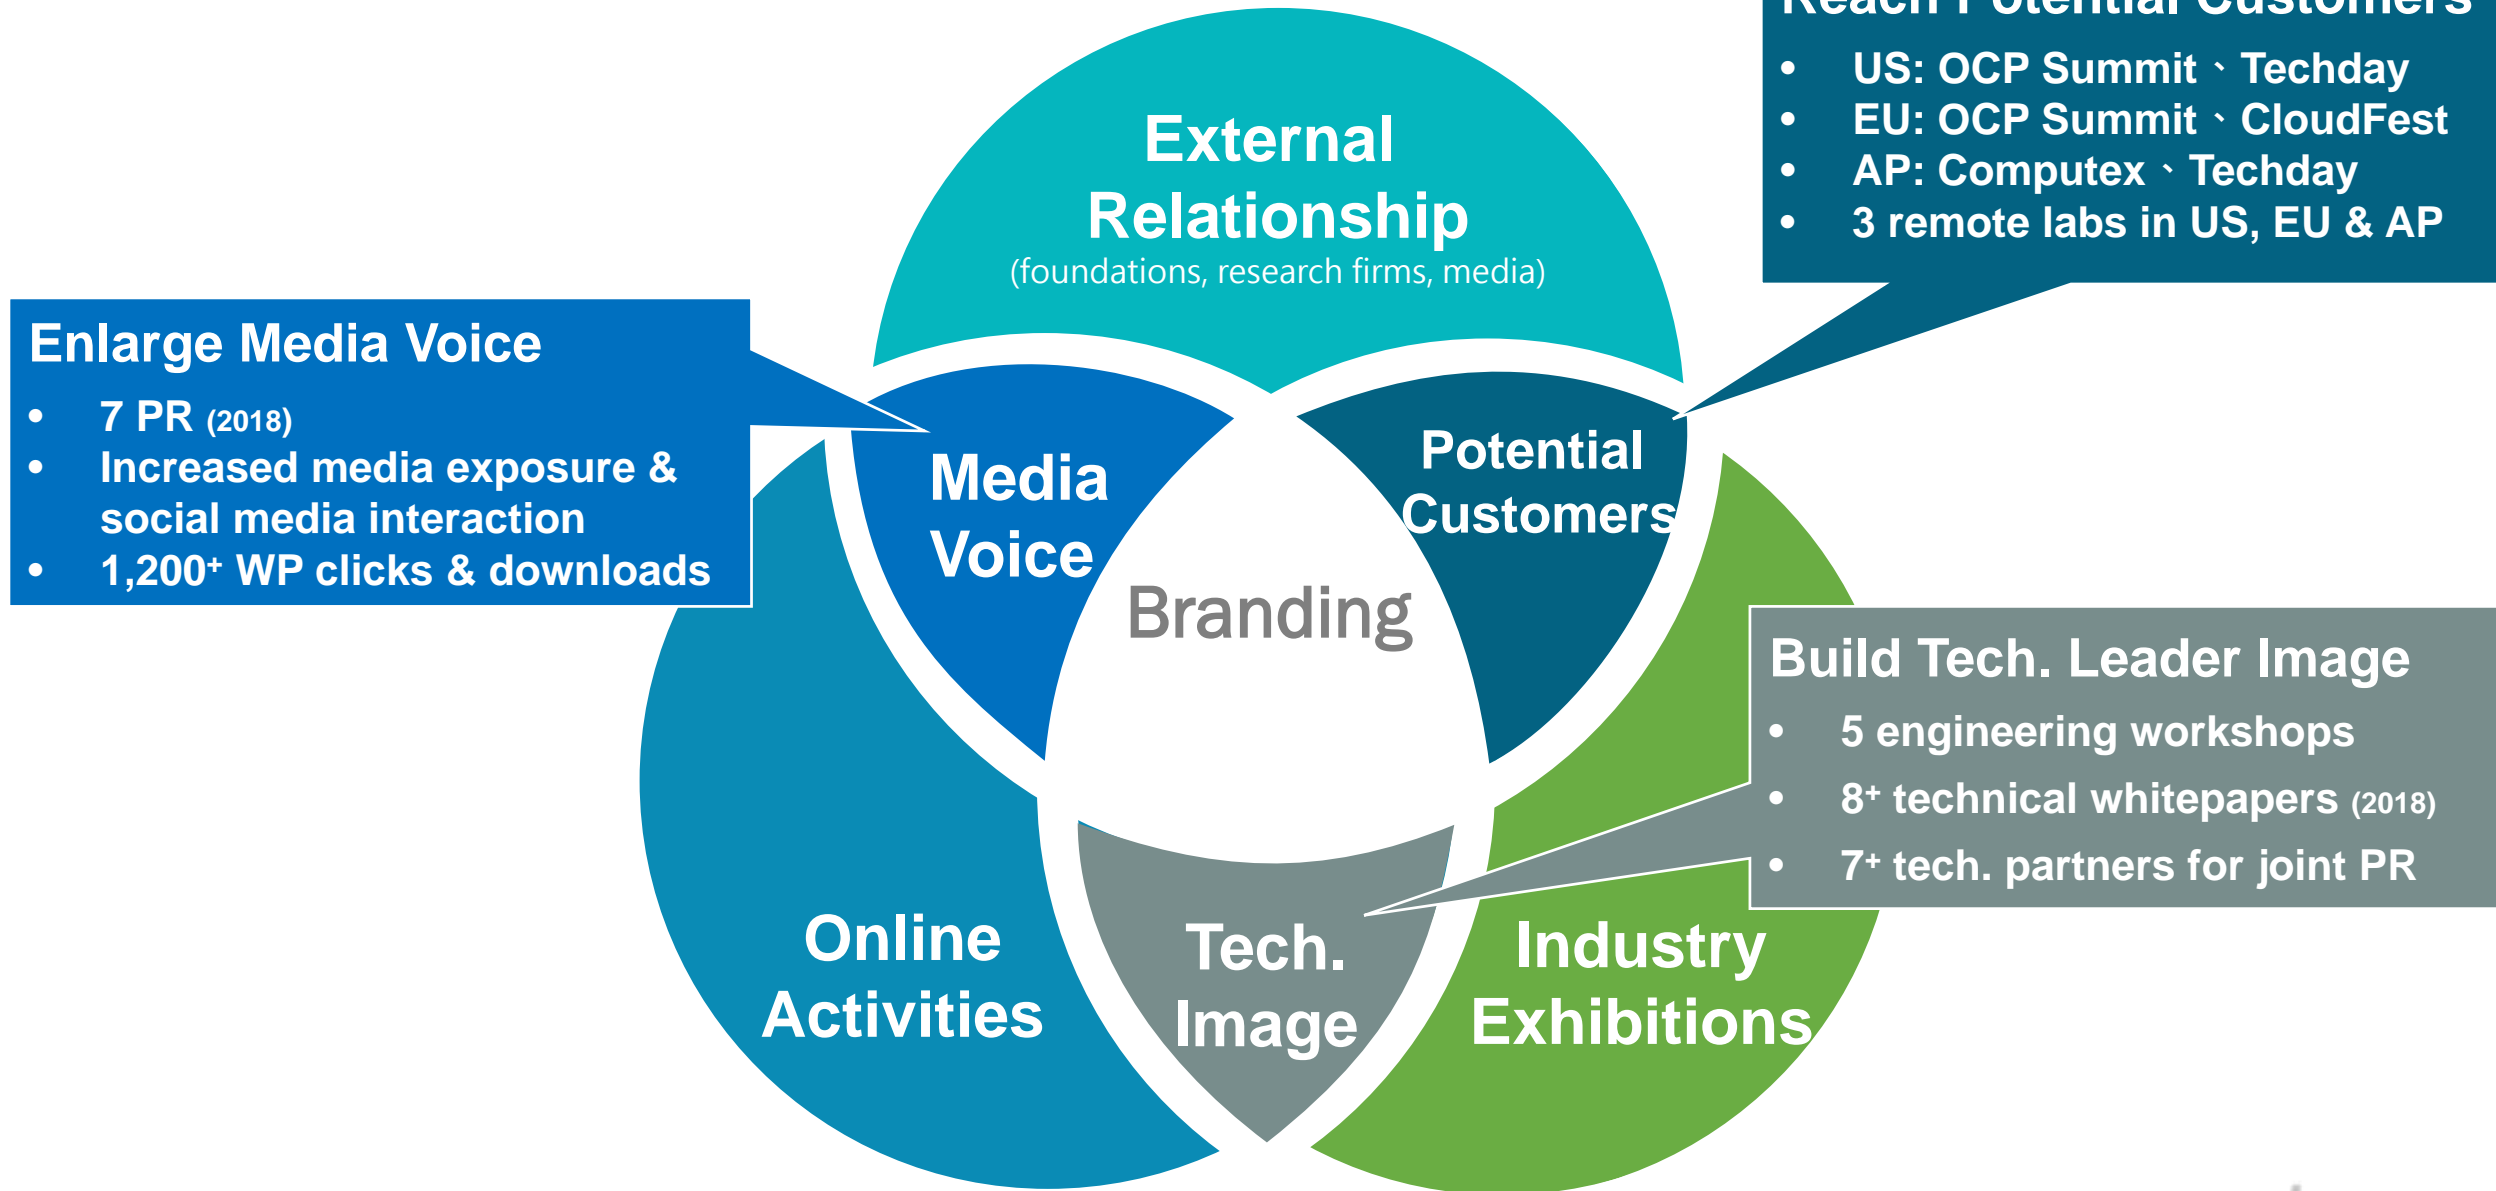 Reach Potential Customers
• US: OCP Summit、Techday
• EU: OCP Summit、CloudFest
• AP: Computex、Techday
• 3 remote labs in US, EU & AP
External
Relationship
(foundations, research firms, media)
Enlarge Media Voice
• 7 PR (2018)
• Increased media exposure &
social media interaction
• 1,200+ WP clicks & downloads
Media
Voice
Potential
Customers
Branding
Build Tech. Leader Image
• 5 engineering workshops
• 8+ technical whitepapers (2018)
• 7+ tech. partners for joint PR
Online
Activities
Tech.
Image
Industry
Exhibitions